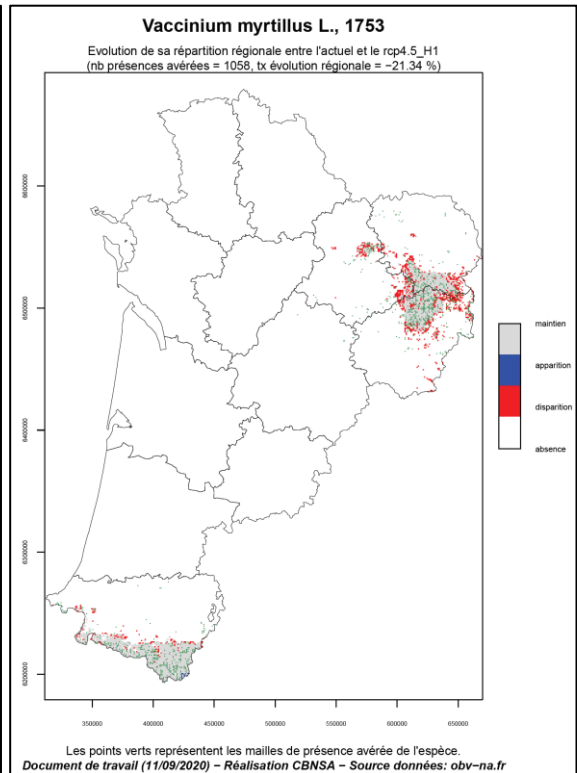 Vaccinium myrtillus L., 1753
Evolution de sa répartition régionale entre l'actuel et le rcp4.5_H1
(nb présences avérées = 1058, tx évolution régionale = −21.34 %)
6600000
6400000
6300000
6200000
maintien
apparition
disparition
absence
350000 400000 450000 500000 550000 600000 650000
Les points verts représentent les mailles de présence avérée de l'espèce.
Document de travail (11/09/2020) − Réalisation CBNSA − Source données: obv−na.fr